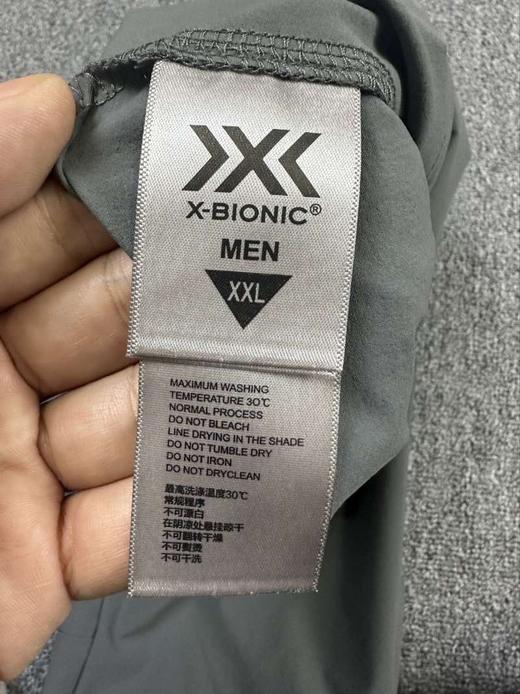 X-BIONIC®
MEN
XXL
MAXIMUM WASHING
TEMPERATURE 30℃
NORMAL PROCESS
DO NOT BLEACH
LINE DRYING IN THE SHADE
DO NOT TUMBLE DRY
DO NOT IRON
DO NOT DRYCLEAN
最高洗涤温度30℃
常规程序
不可漂白
在阴凉处悬挂晾干
不可翻转干燥
不可熨烫
不可干洗